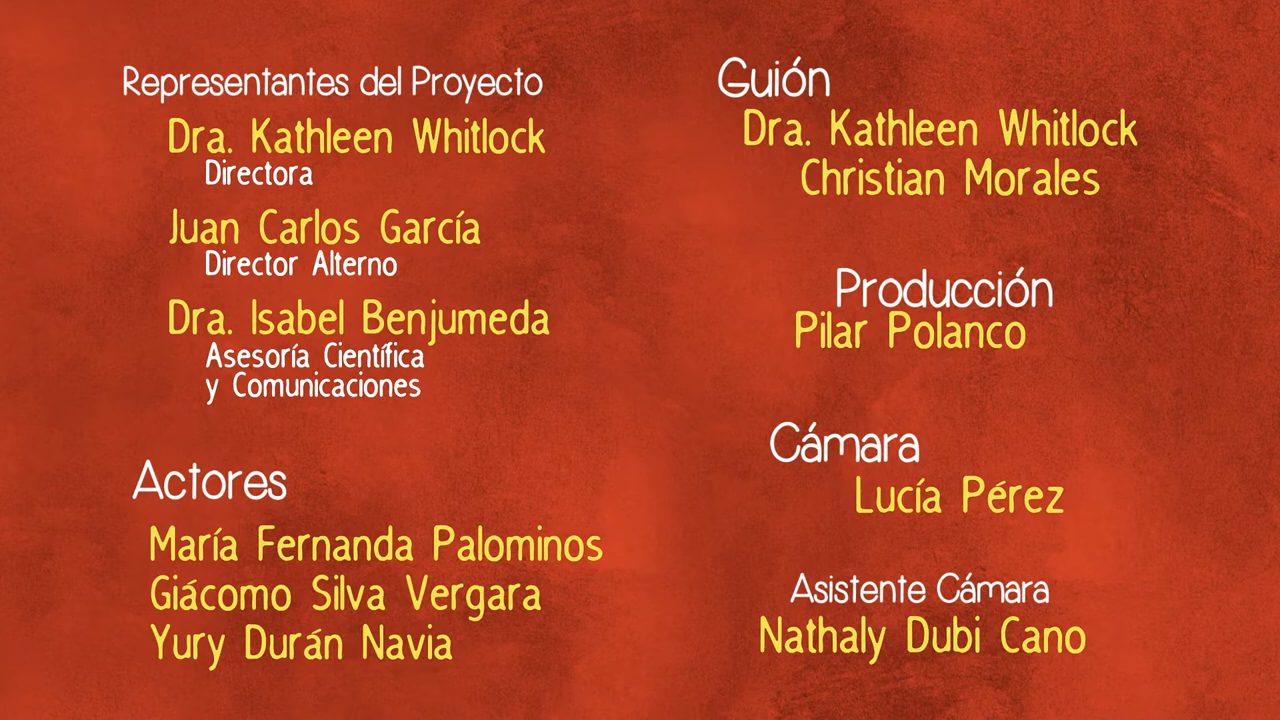 Representantes del Proyecto
Dra. Kathleen Whitlock
Directora
Juan Carlos García
Director Alterno
Dra. Isabel Benjumeda
Asesoría Científica
y Comunicaciones
Actores
María Fernanda Palominos
Giácomo Silva Vergara
Yury Durán Navia
Guión
Dra. Kathleen Whitlock
Christian Morales
Producción
Pilar Polanco
Cámara
Lucía Pérez
Asistente Cámara
Nathaly Dubi Cano